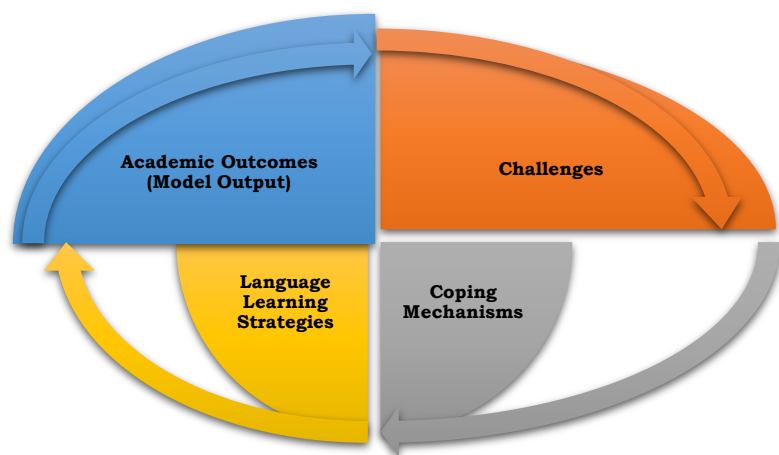 Academic Outcomes
(Model Output)
Challenges
Language
Learning
Strategies
Coping
Mechanisms